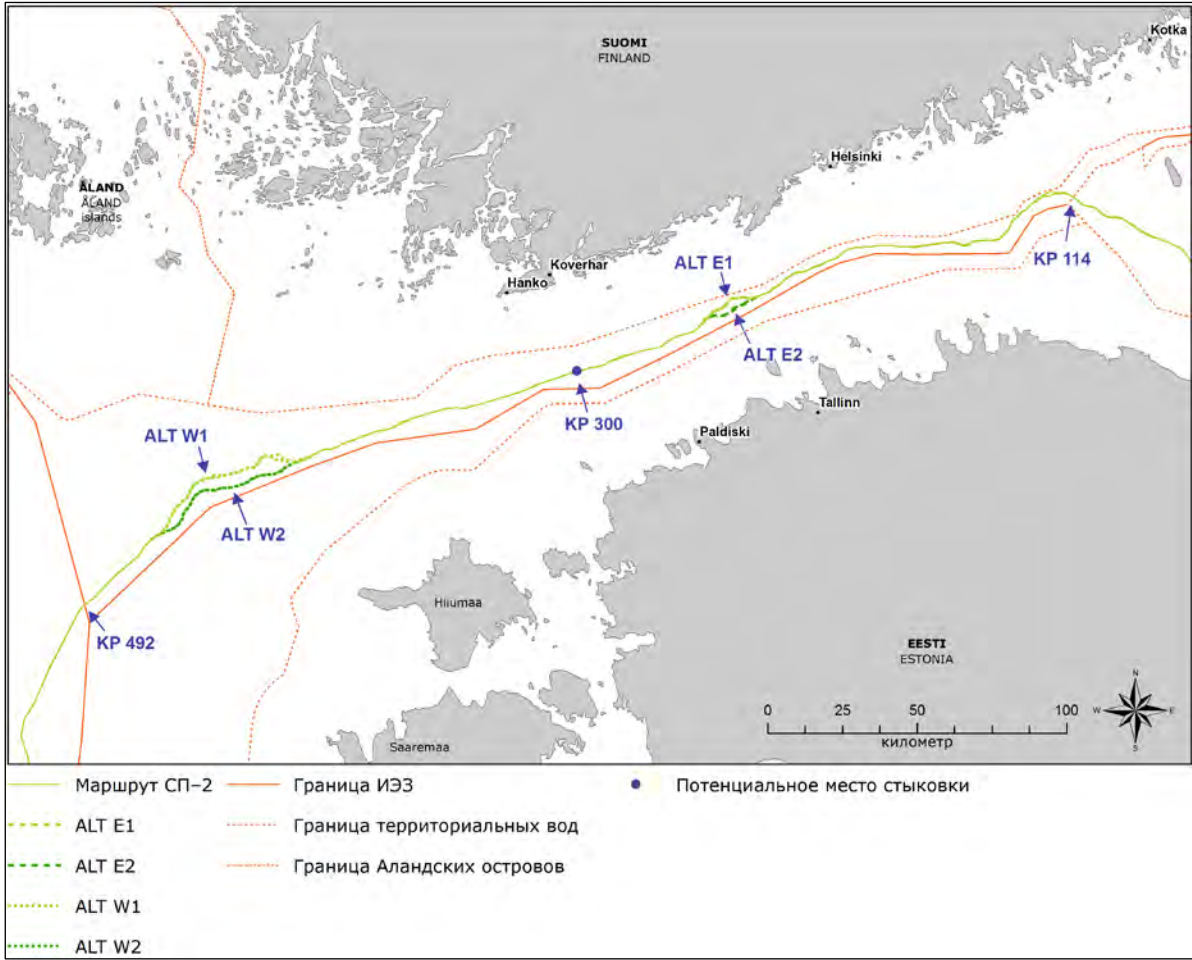 Kotka
SUOMI
FINLAND
Helsinki
ÅLAND
ÅLAND
islands
KP 114
ALT E1
Koverhar
Hanko
ALT E2
KP 300
Tallinn
Paldiski
ALT W1
ALT W2
Hiiumaa
KP 492
EESTI
ESTONIA
N
W
E
S
0 25 50 100
километр
Saaremaa
Маршрут СП-2
Граница ИЭЗ
Потенциальное место стыковки
ALT E1
Граница территориальных вод
ALT E2
Граница Аландских островов
ALT W1
ALT W2